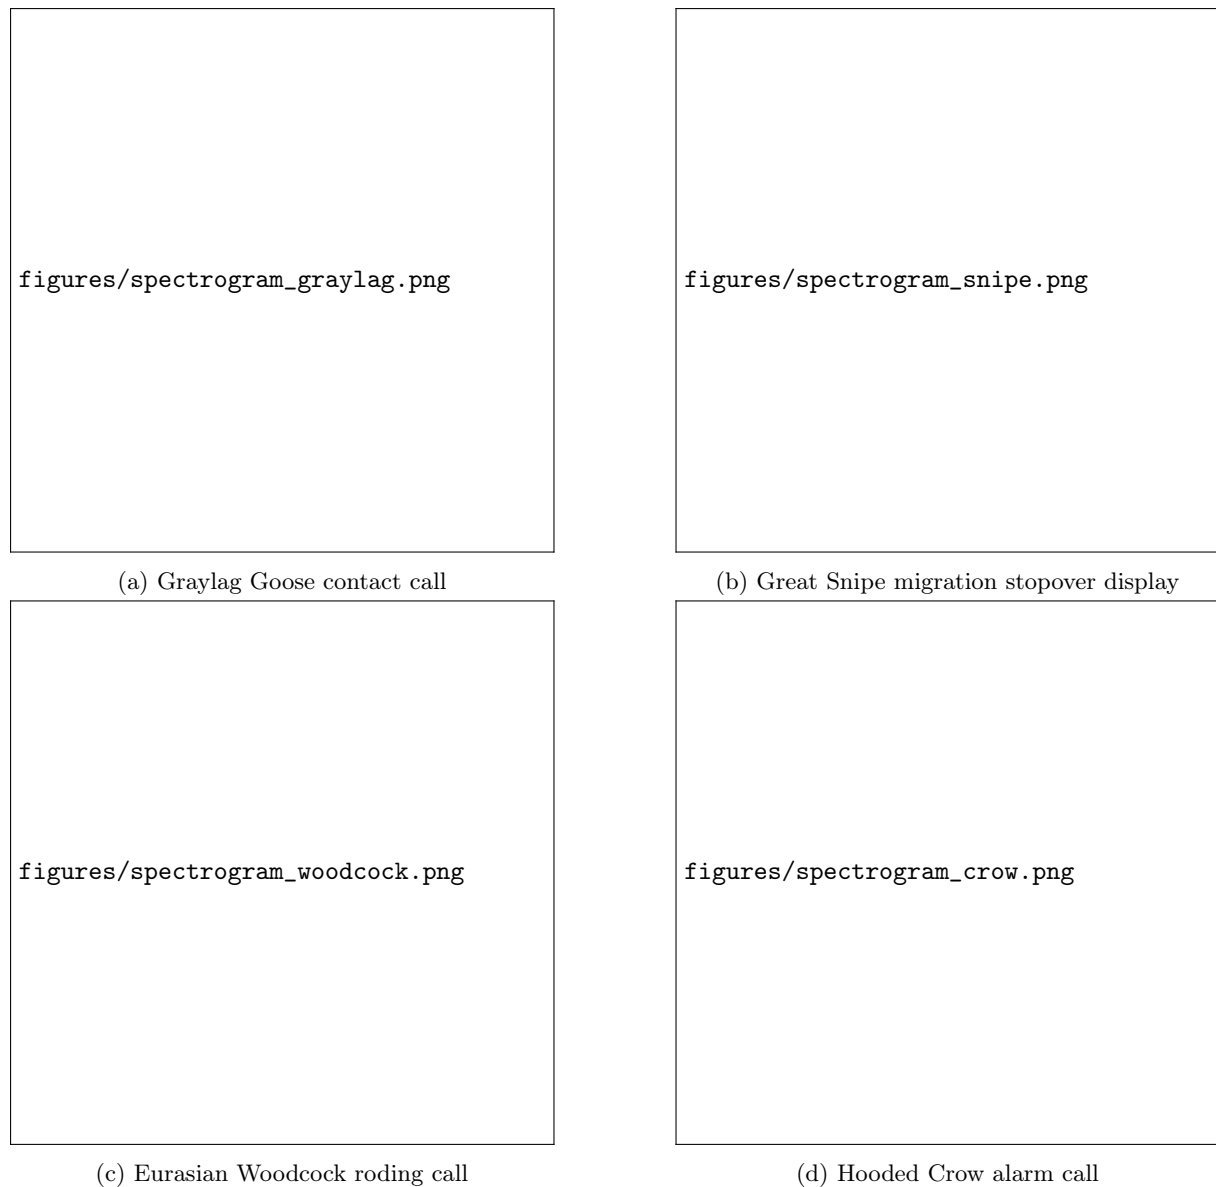 figures/spectrogram_graylag.png
figures/spectrogram_snipe.png
(a) Graylag Goose contact call
(b) Great Snipe migration stopover display
figures/spectrogram_woodcock.png
figures/spectrogram_crow.png
(c) Eurasian Woodcock roding call
(d) Hooded Crow alarm call